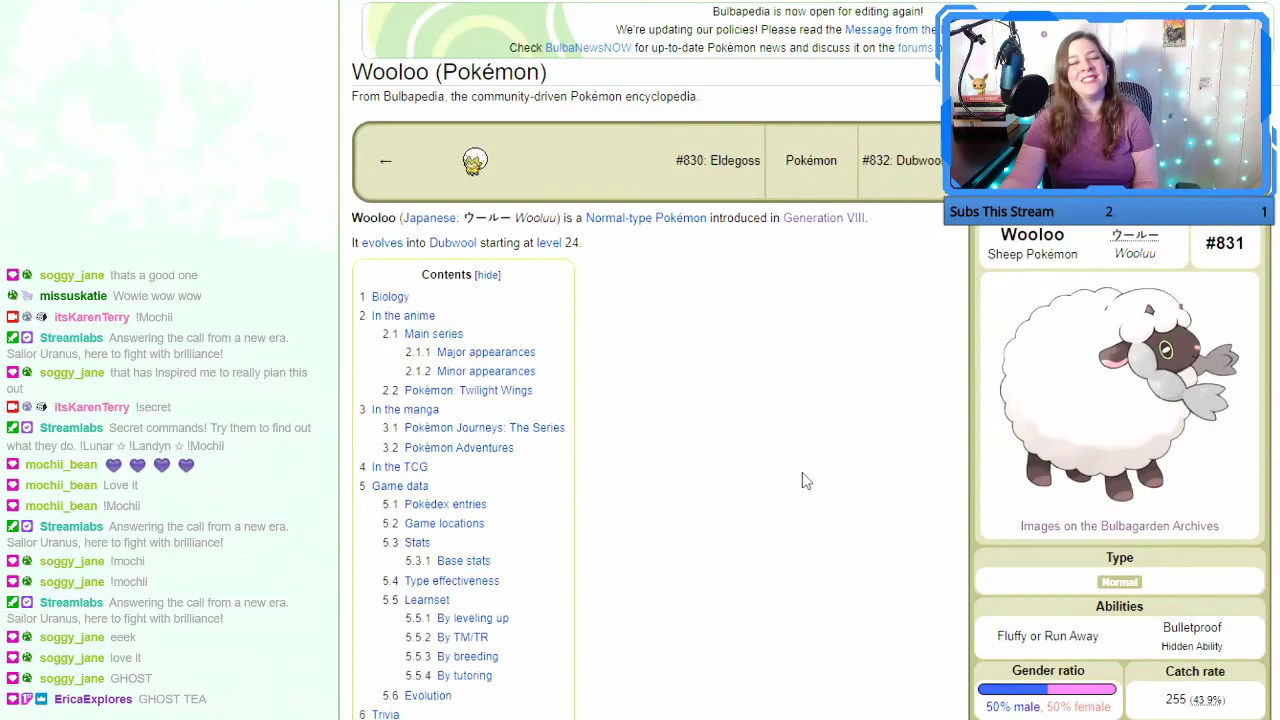 Bulbapedia is now open for editing again!
We're updating our policies! Please read the Message from the
Check BulbaNewsNOW for up-to-date Pokémon news and discuss it on the forums
Wooloo (Pokémon)
From Bulbapedia, the community-driven Pokémon encyclopedia.
← #830: Eldegoss Pokémon #832: Dubwoo
Wooloo (Japanese: ウールー Wooluu) is a Normal-type Pokémon introduced in Generation VIII.
It evolves into Dubwool starting at level 24.
Contents [hide]
1 Biology
2 In the anime
2.1 Main series
2.1.1 Major appearances
2.1.2 Minor appearances
2.2 Pokémon: Twilight Wings
3 In the manga
3.1 Pokémon Journeys: The Series
3.2 Pokémon Adventures
4 In the TCG
5 Game data
5.1 Pokédex entries
5.2 Game locations
5.3 Stats
5.3.1 Base stats
5.4 Type effectiveness
5.5 Learnset
5.5.1 By leveling up
5.5.2 By TM/TR
5.5.3 By breeding
5.5.4 By tutoring
5.6 Evolution
6 Trivia
Subs This Stream 2 1
Wooloo ウールー #831
Sheep Pokémon Wooluu
Images on the Bulbagarden Archives
Type
Normal
Abilities
Fluffy or Run Away Bulletproof
Hidden Ability
Gender ratio Catch rate
50% male, 50% female 255 (43.9%)
soggy_jane thats a good one
missuskatie Wowie wow wow
itsKarenTerry !Mochii
Streamlabs Answering the call from a new era.
Sailor Uranus, here to fight with brilliance!
soggy_jane that has inspired me to really plan this
out
itsKarenTerry !secret
Streamlabs Secret commands! Try them to find out
what they do. !Lunar ☆ !Landyn ☆ !Mochii
mochii_bean
mochii_bean Love it
mochii_bean !Mochii
Streamlabs Answering the call from a new era.
Sailor Uranus, here to fight with brilliance!
soggy_jane !mochi
soggy_jane !mochii
Streamlabs Answering the call from a new era.
Sailor Uranus, here to fight with brilliance!
soggy_jane eeek
soggy_jane love it
soggy_jane GHOST
EricaExplores GHOST TEA